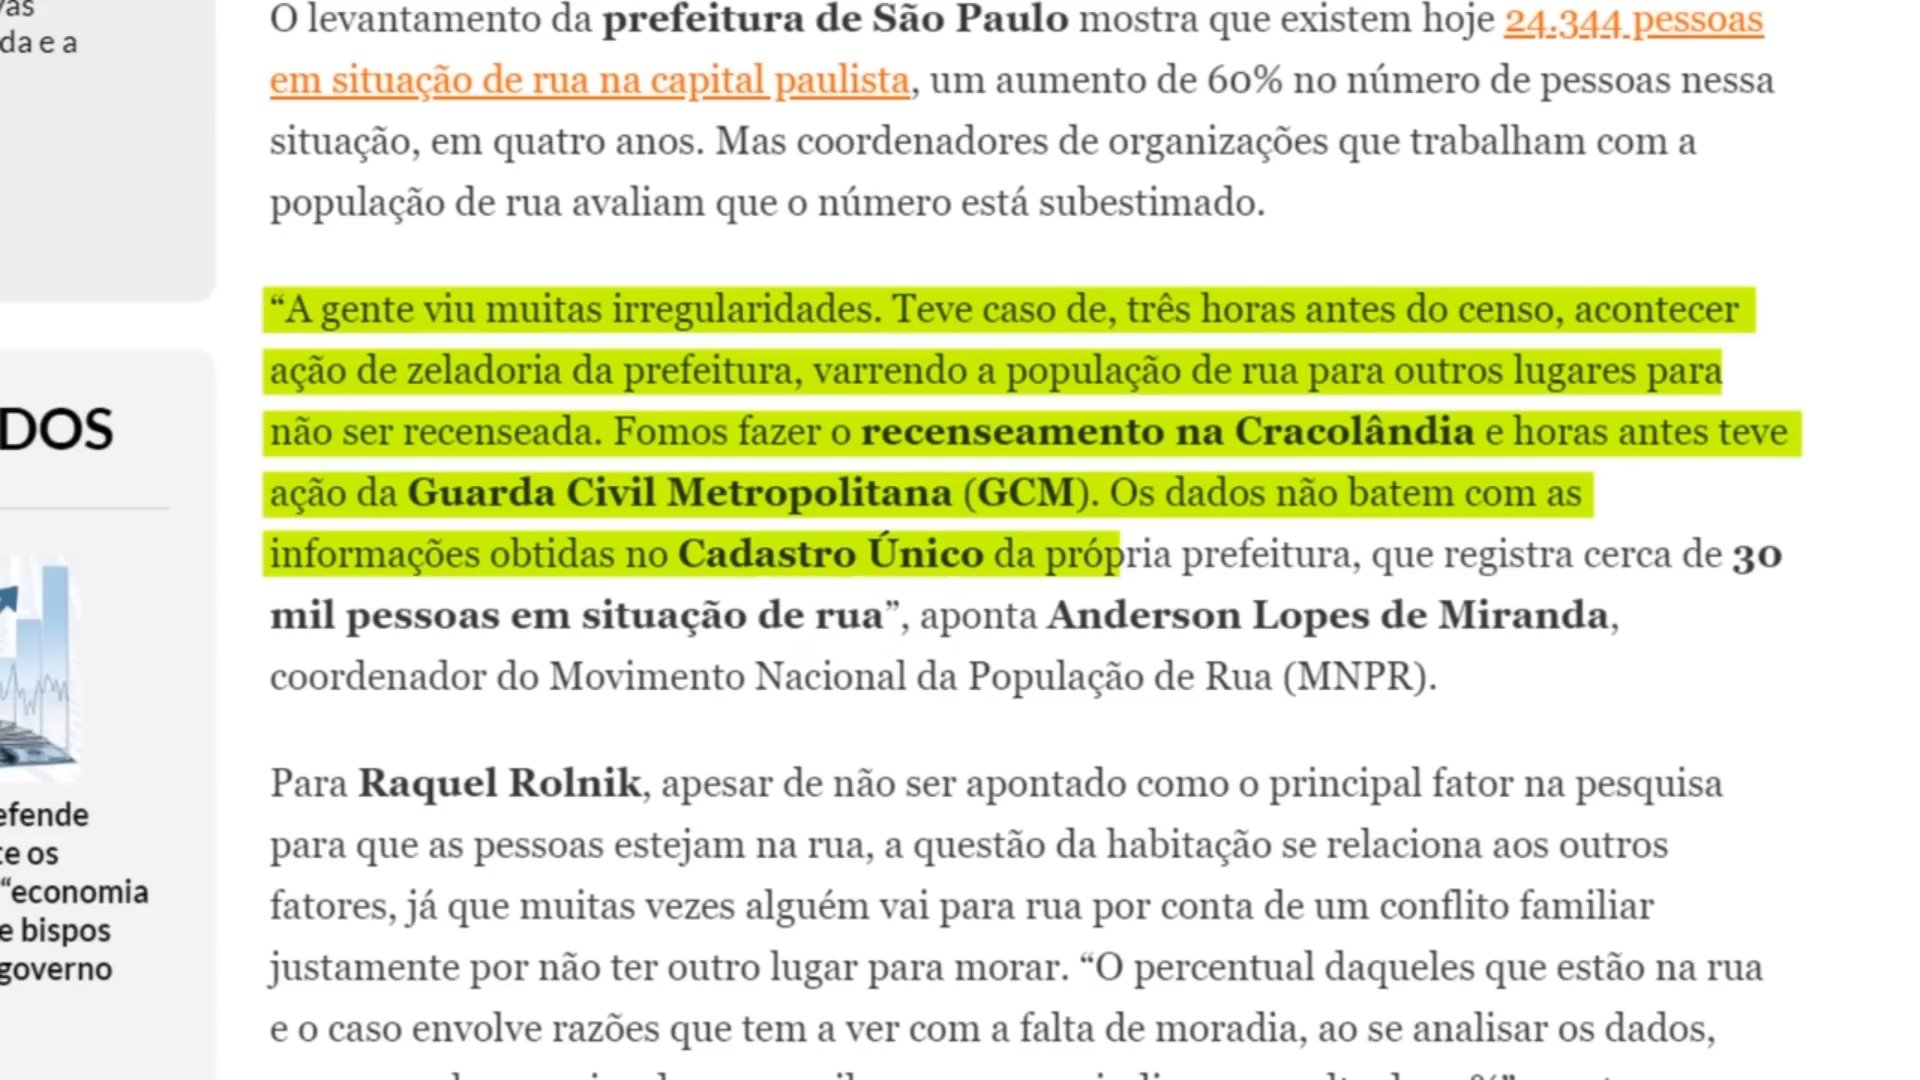 da e a
O levantamento da prefeitura de São Paulo mostra que existem hoje 24.344 pessoas
em situação de rua na capital paulista, um aumento de 60% no número de pessoas nessa
situação, em quatro anos. Mas coordenadores de organizações que trabalham com a
população de rua avaliam que o número está subestimado.
“A gente viu muitas irregularidades. Teve caso de, três horas antes do censo, acontecer
ação de zeladoria da prefeitura, varrendo a população de rua para outros lugares para
não ser recenseada. Fomos fazer o recenseamento na Cracolândia e horas antes teve
ação da Guarda Civil Metropolitana (GCM). Os dados não batem com as
informações obtidas no Cadastro Único da própria prefeitura, que registra cerca de 30
mil pessoas em situação de rua”, aponta Anderson Lopes de Miranda,
coordenador do Movimento Nacional da População de Rua (MNPR).
Para Raquel Rolnik, apesar de não ser apontado como o principal fator na pesquisa
para que as pessoas estejam na rua, a questão da habitação se relaciona aos outros
fatores, já que muitas vezes alguém vai para rua por conta de um conflito familiar
justamente por não ter outro lugar para morar. “O percentual daqueles que estão na rua
e o caso envolve razões que tem a ver com a falta de moradia, ao se analisar os dados,
DOS
efende
te os
“economia
e bispos
governo